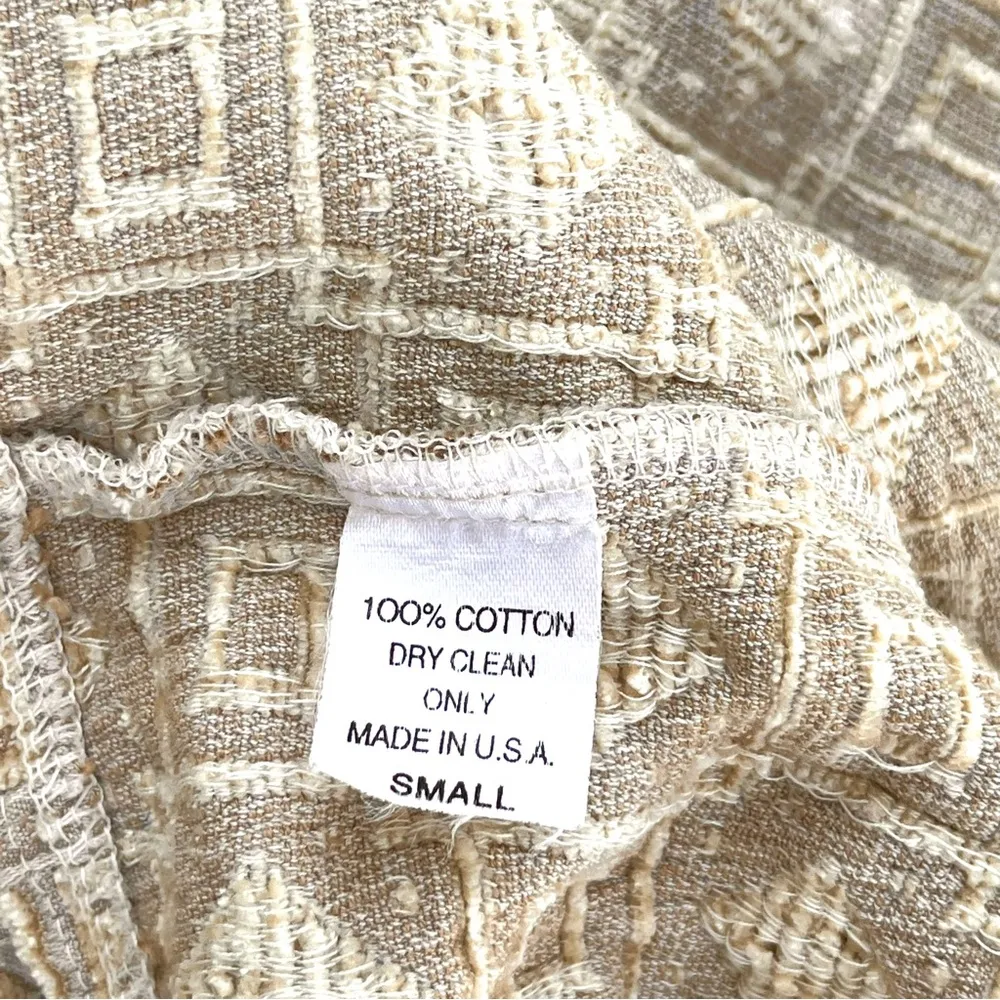 100% COTTON
DRY CLEAN
ONLY
MADE IN U.S.A.
SMALL